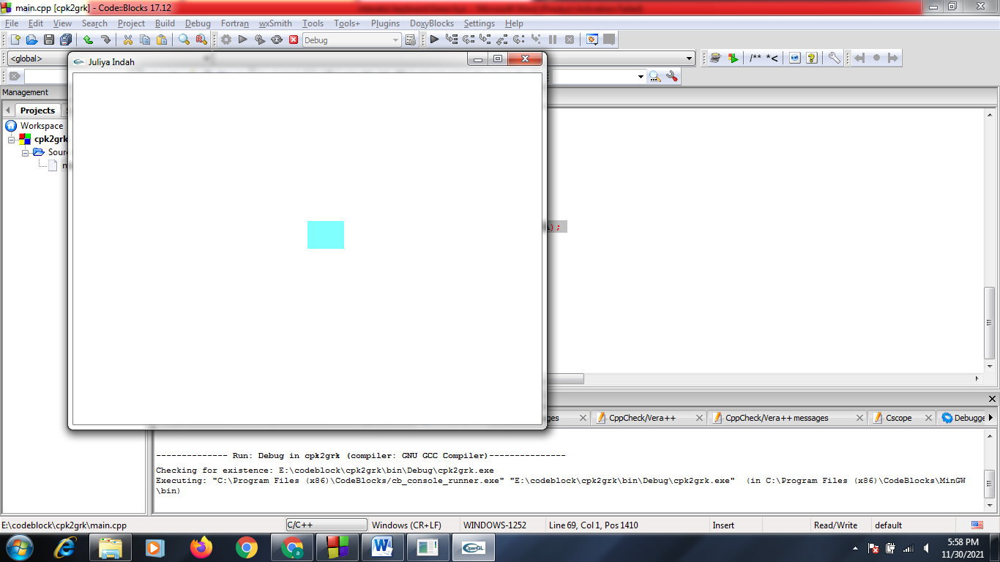 main.cpp [cpk2grk] - Code::Blocks 17.12
File Edit View Search Project Build Debug Fortran wxSmith Tools Tools+ Plugins DoxyBlocks Settings Help
Debug
<global>
/** *<
Juliya Indah
Management
Projects
Workspace
cpk2grk
Sour
);
ges CppCheck/Vera++ CppCheck/Vera++ messages Cscope Debugge
-------------- Run: Debug in cpk2grk (compiler: GNU GCC Compiler)---------------
Checking for existence: E:\codeblock\cpk2grk\bin\Debug\cpk2grk.exe
Executing: "C:\Program Files (x86)\CodeBlocks/cb_console_runner.exe" "E:\codeblock\cpk2grk\bin\Debug\cpk2grk.exe"  (in C:\Program Files (x86)\CodeBlocks\MinGW
\bin)
E:\codeblock\cpk2grk\main.cpp C/C++ Windows (CR+LF) WINDOWS-1252 Line 69, Col 1, Pos 1410 Insert Read/Write default
OpenGL
5:58 PM
11/30/2021